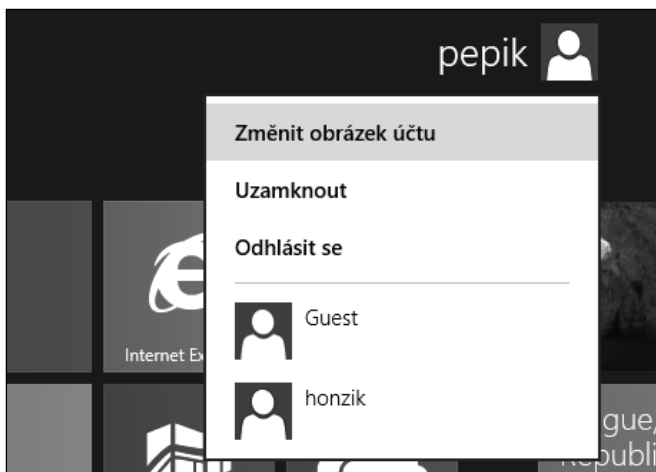 pepik
Změnit obrázek účtu
Uzamknout
Odhlásit se
Guest
Internet Ex
honzik
gue,
Republi